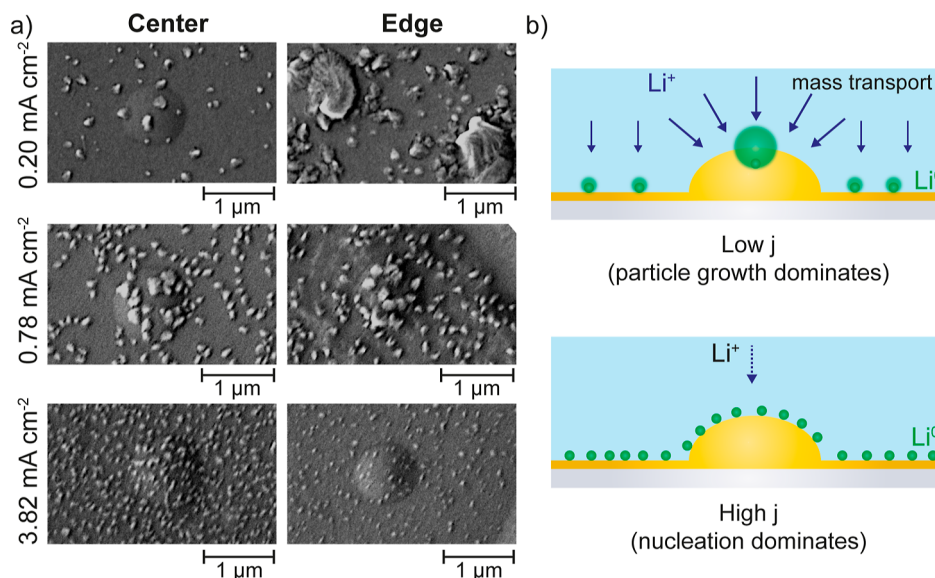 a)
Center
Edge
b)
0.20 mA cm⁻²
1 µm
1 µm
0.78 mA cm⁻²
1 µm
1 µm
3.82 mA cm⁻²
1 µm
1 µm
Li⁺
mass transport
Low j
(particle growth dominates)
Li⁺
Li⁰
High j
(nucleation dominates)